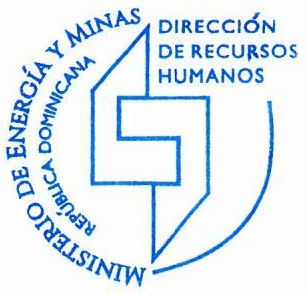 MINISTERIO DE ENERGÍA Y MINAS
REPÚBLICA DOMINICANA
DIRECCIÓN
DE RECURSOS
HUMANOS